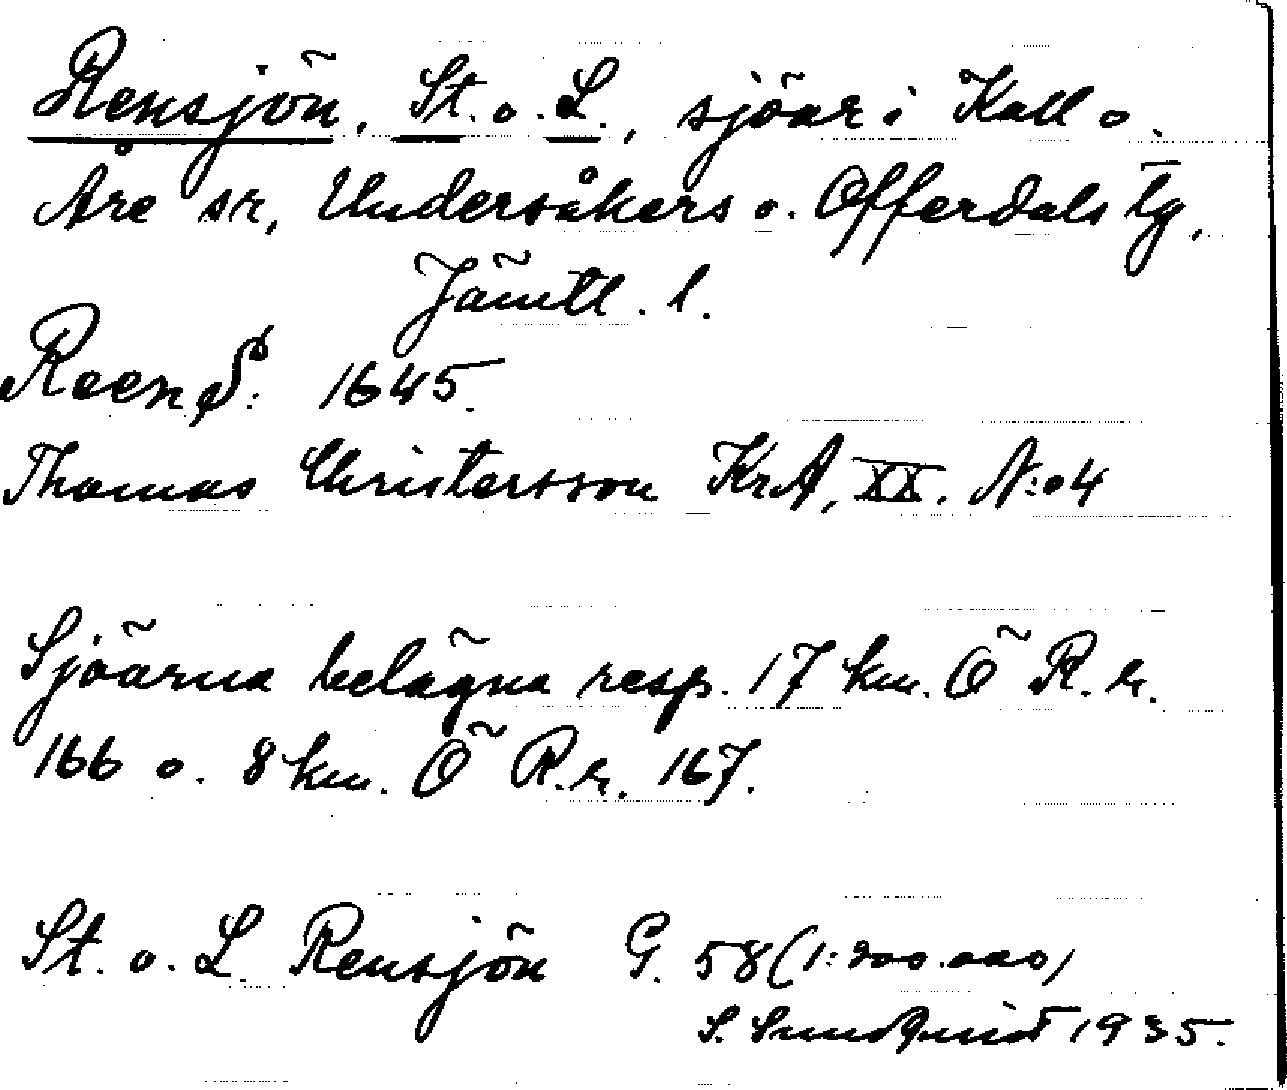 Rensjön, St. o. L., sjöar i Kall o.
Åre sn, Undersåkers o. Offerdals tg,
Jämtl. l.
Reen S: 1645.
Thomas Christersson KrA, XX. N:o 4
Sjöarna belägna resp. 17 km. Ö R.r.
166 o. 8 km. Ö R.r. 167.
St. o. L. Rensjön G. 58 (1:200.000)
S. Sundquist 1935.